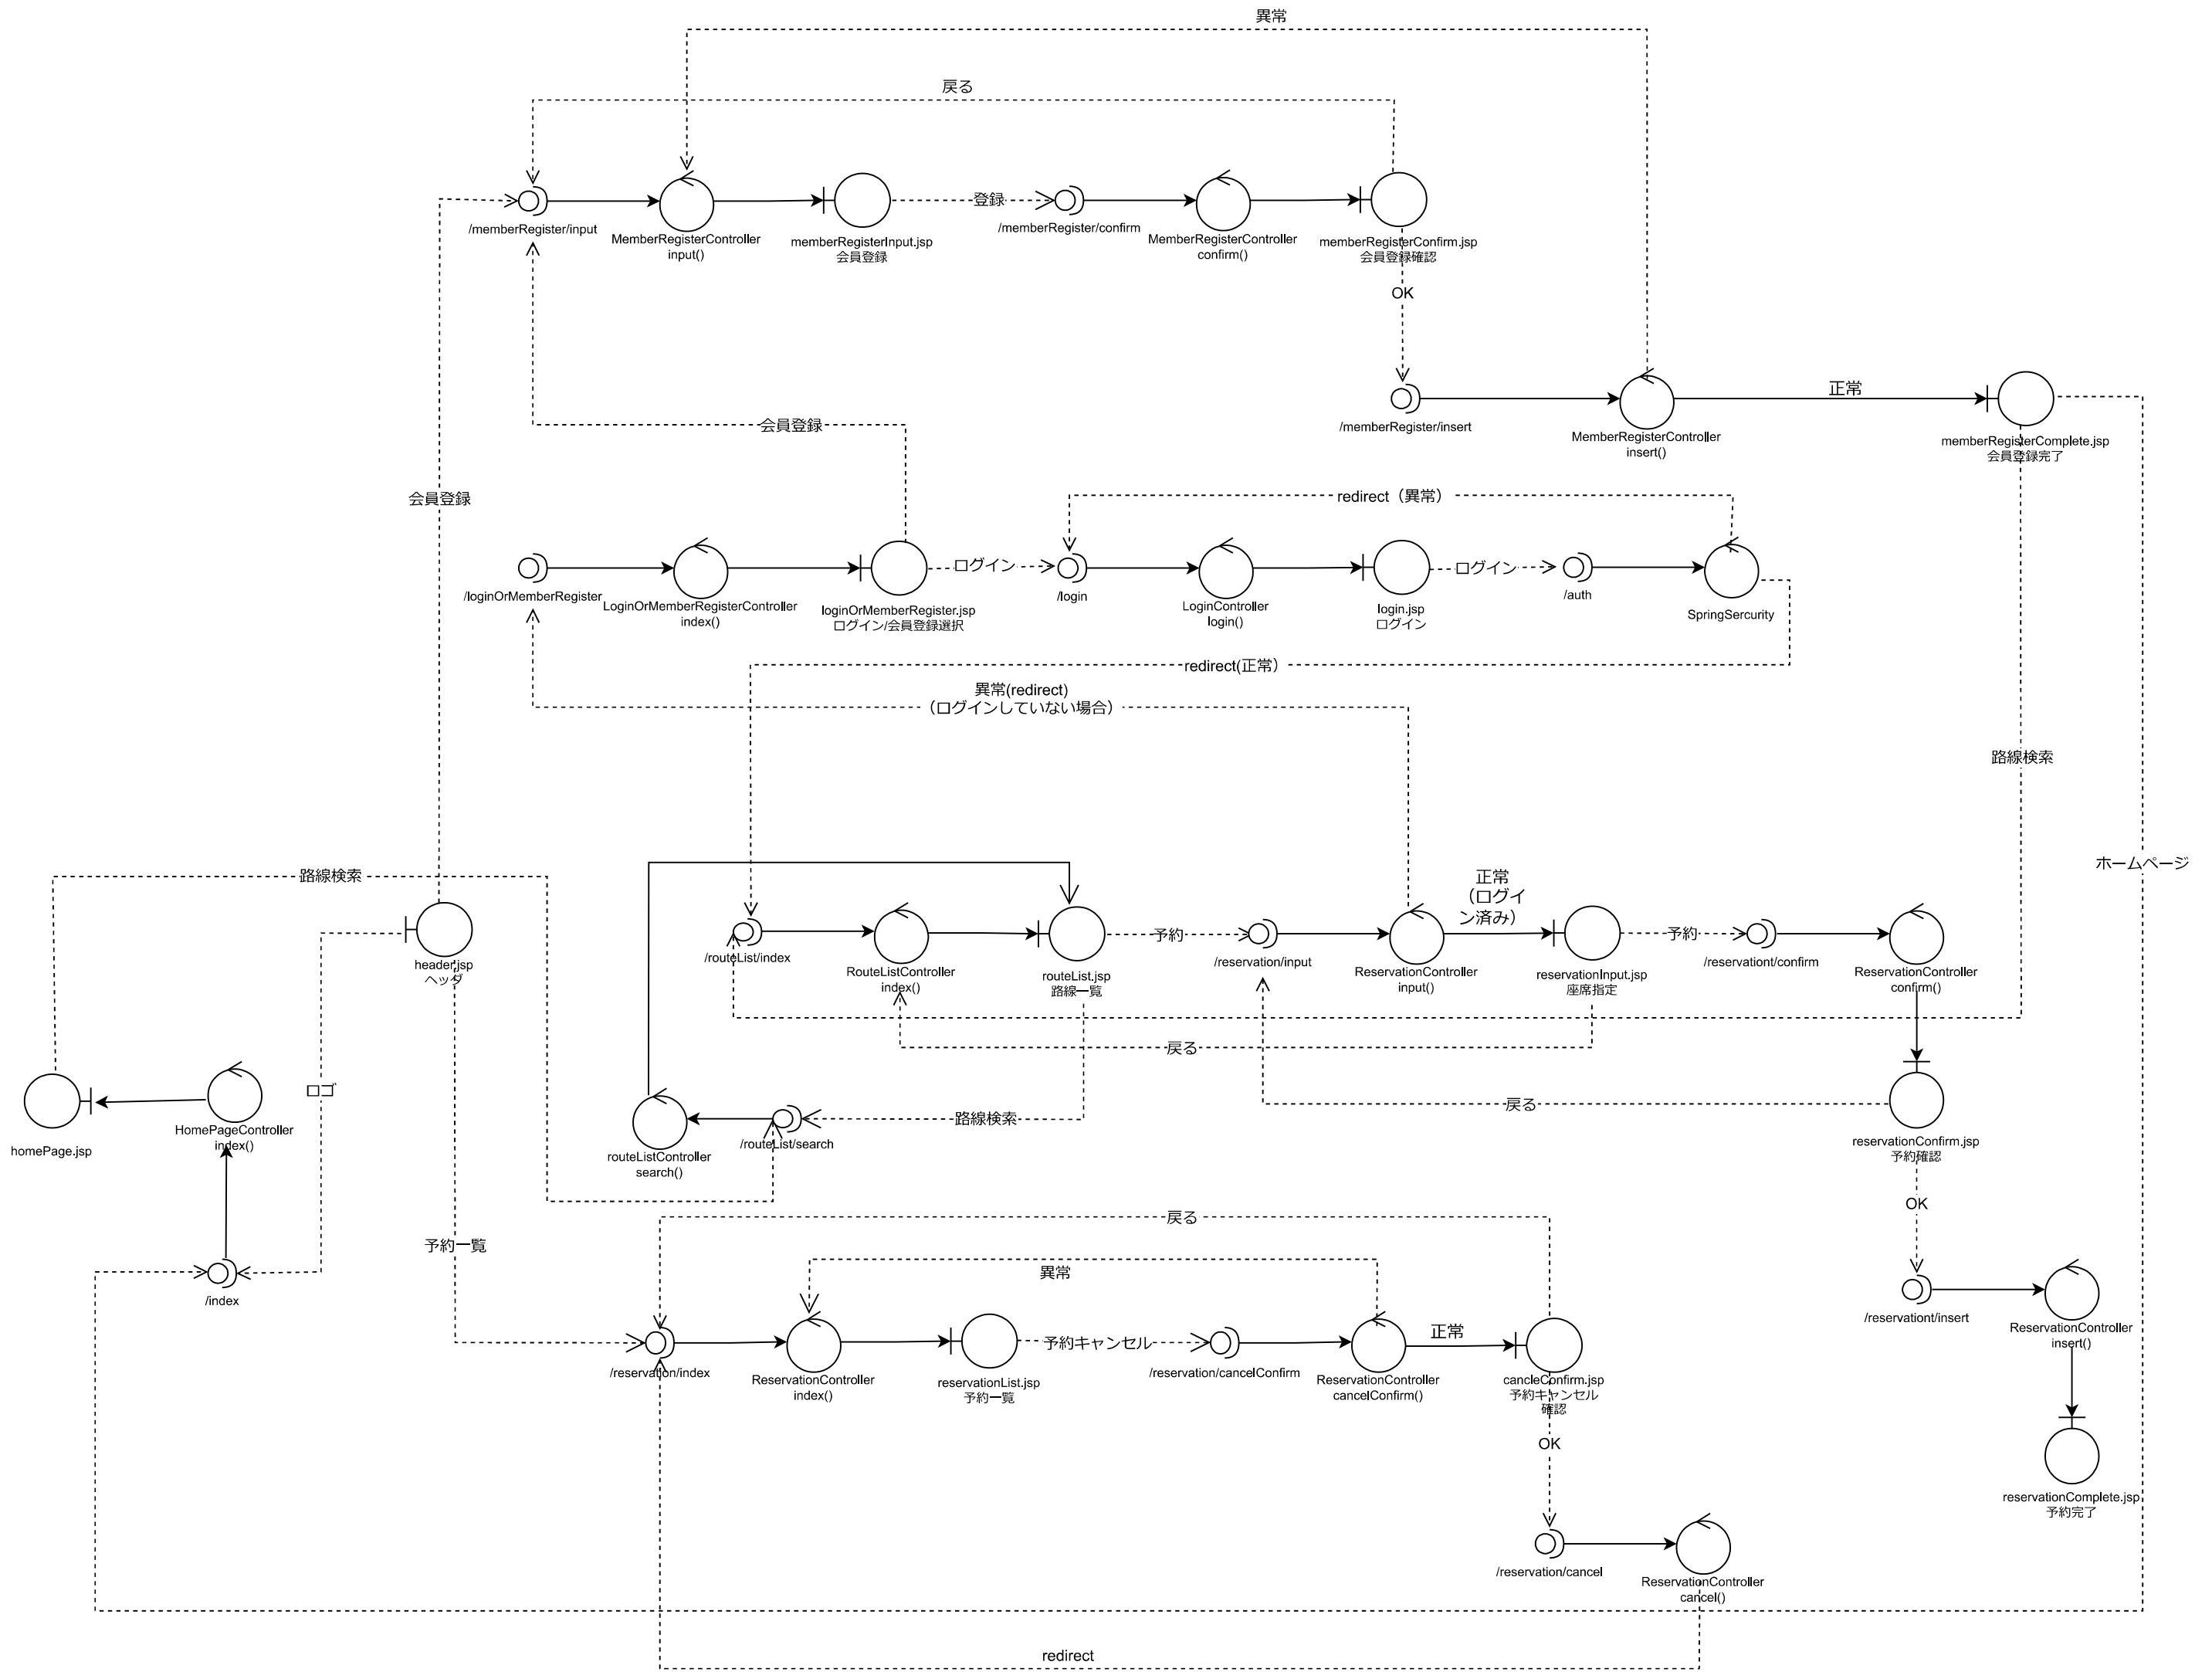 異常
戻る
登録
/memberRegister/input
MemberRegisterController
input()
memberRegisterInput.jsp
会員登録
/memberRegister/confirm
MemberRegisterController
confirm()
memberRegisterConfirm.jsp
会員登録確認
OK
正常
/memberRegister/insert
MemberRegisterController
insert()
memberRegisterComplete.jsp
会員登録完了
会員登録
会員登録
redirect（異常）
ログイン
ログイン
/loginOrMemberRegister
LoginOrMemberRegisterController
index()
loginOrMemberRegister.jsp
ログイン/会員登録選択
/login
LoginController
login()
login.jsp
ログイン
/auth
SpringSercurity
redirect(正常）
異常(redirect)
（ログインしていない場合）
路線検索
ホームページ
路線検索
正常
（ログイ
ン済み）
予約
予約
header.jsp
ヘッダ
/routeList/index
RouteListController
index()
routeList.jsp
路線一覧
/reservation/input
ReservationController
input()
reservationInput.jsp
座席指定
/reservationt/confirm
ReservationController
confirm()
戻る
ロゴ
戻る
路線検索
homePage.jsp
HomePageController
index()
routeListController
search()
/routeList/search
reservationConfirm.jsp
予約確認
OK
戻る
予約一覧
異常
/index
/reservationt/insert
ReservationController
insert()
予約キャンセル
正常
/reservation/index
ReservationController
index()
reservationList.jsp
予約一覧
/reservation/cancelConfirm
ReservationController
cancelConfirm()
cancleConfirm.jsp
予約キャンセル
確認
OK
reservationComplete.jsp
予約完了
/reservation/cancel
ReservationController
cancel()
redirect